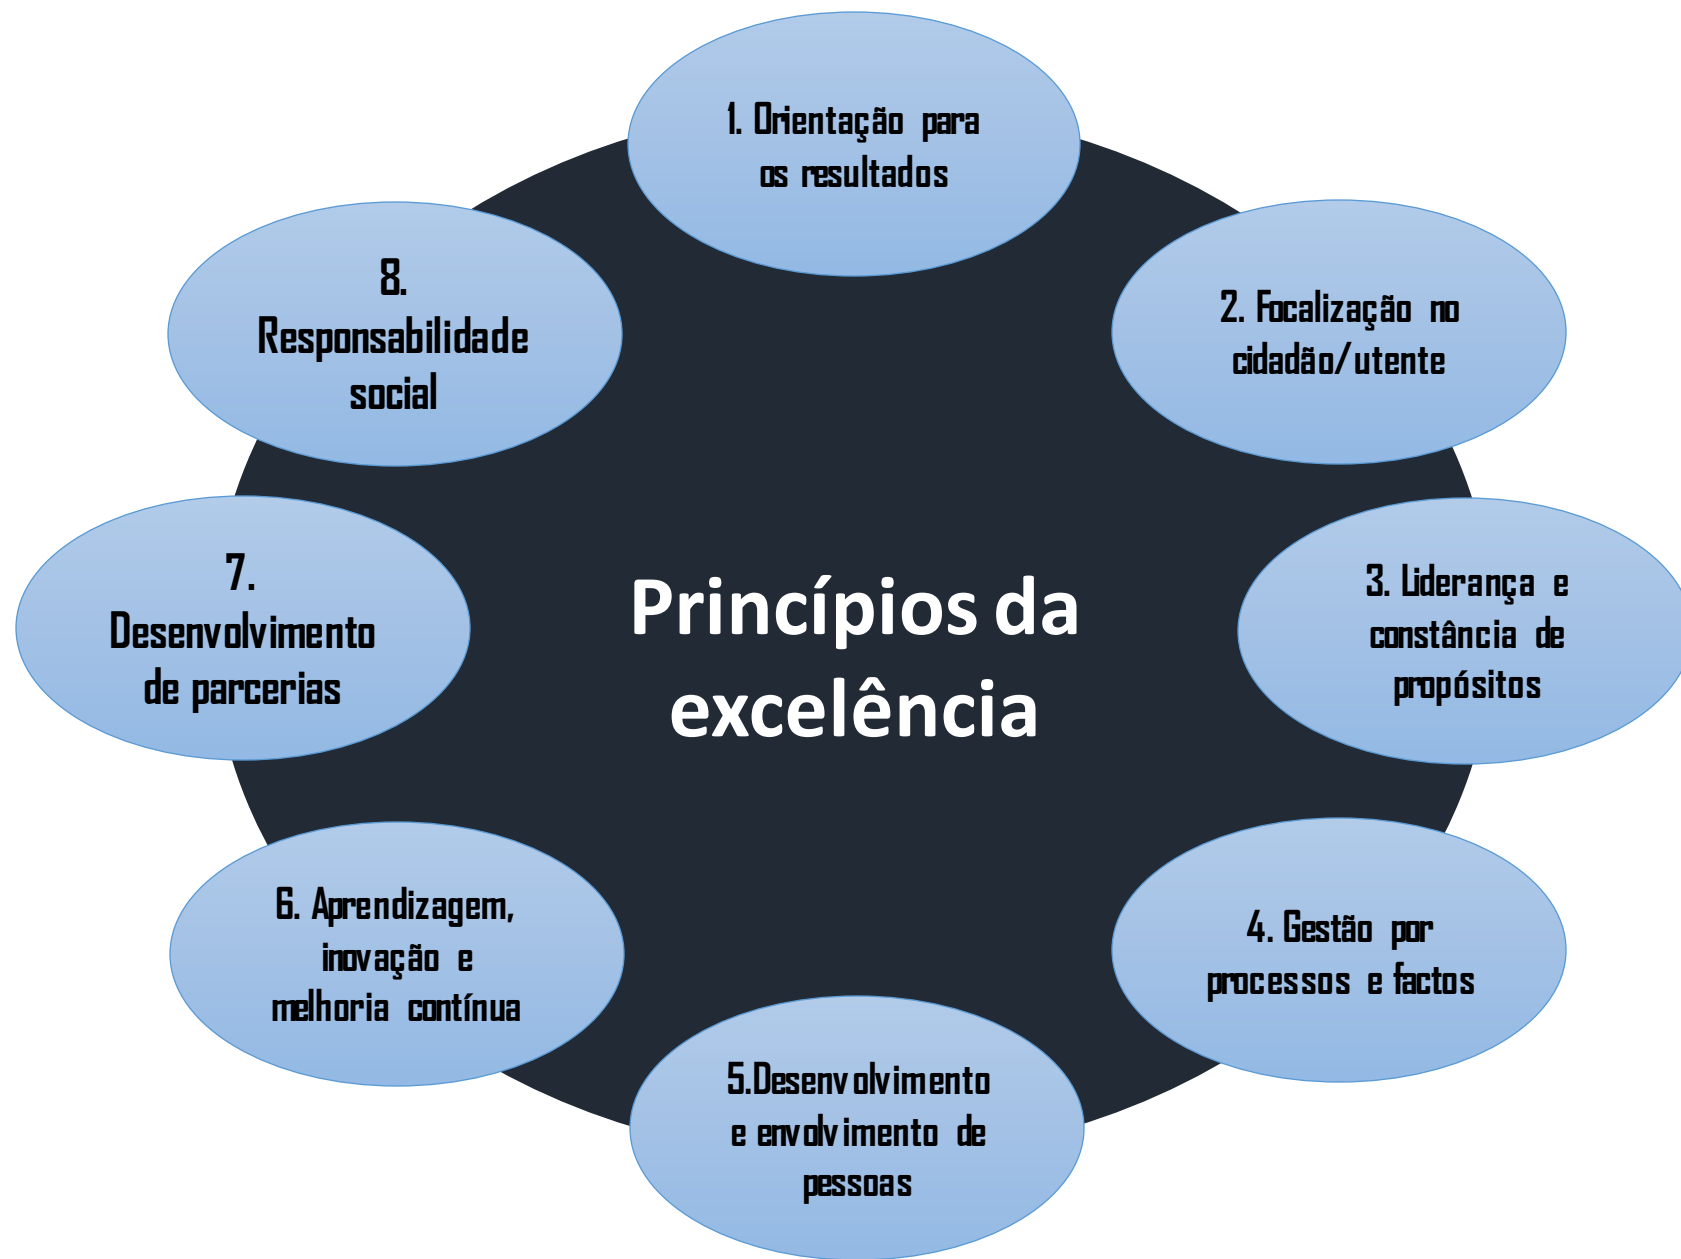 1. Orientação para
os resultados
2. Focalização no
cidadão/utente
3. Liderança e
constância de
propósitos
4. Gestão por
processos e factos
5.Desenvolvimento
e envolvimento de
pessoas
6. Aprendizagem,
inovação e
melhoria contínua
7.
Desenvolvimento
de parcerias
8.
Responsabilidade
social
Princípios da
excelência